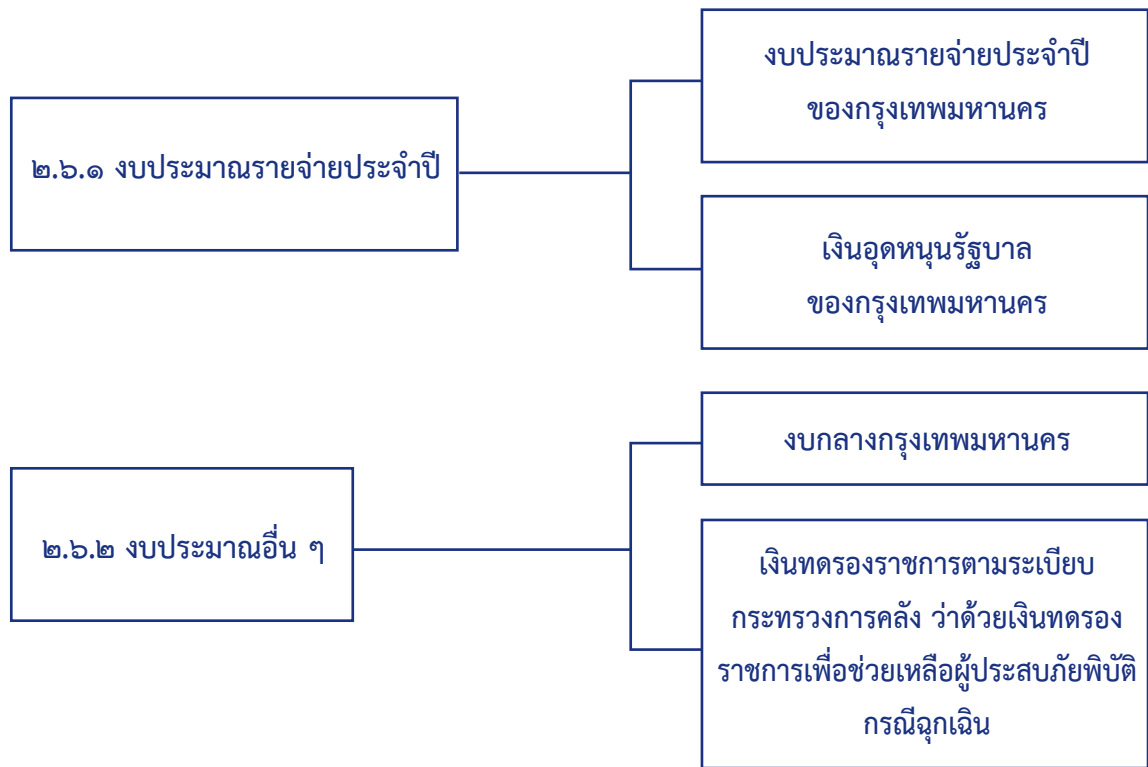 ๒.๖.๑ งบประมาณรายจ่ายประจำปี
งบประมาณรายจ่ายประจำปี
ของกรุงเทพมหานคร
เงินอุดหนุนรัฐบาล
ของกรุงเทพมหานคร
๒.๖.๒ งบประมาณอื่น ๆ
งบกลางกรุงเทพมหานคร
เงินทดรองราชการตามระเบียบ
กระทรวงการคลัง ว่าด้วยเงินทดรอง
ราชการเพื่อช่วยเหลือผู้ประสบภัยพิบัติ
กรณีฉุกเฉิน